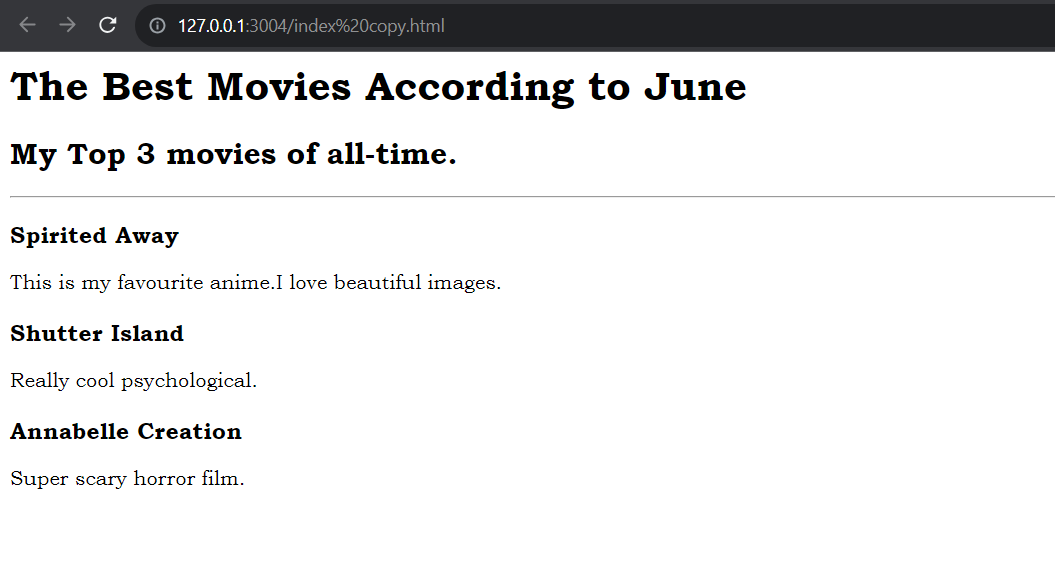 127.0.0.1:3004/index%20copy.html
The Best Movies According to June
My Top 3 movies of all-time.
Spirited Away
This is my favourite anime.I love beautiful images.
Shutter Island
Really cool psychological.
Annabelle Creation
Super scary horror film.